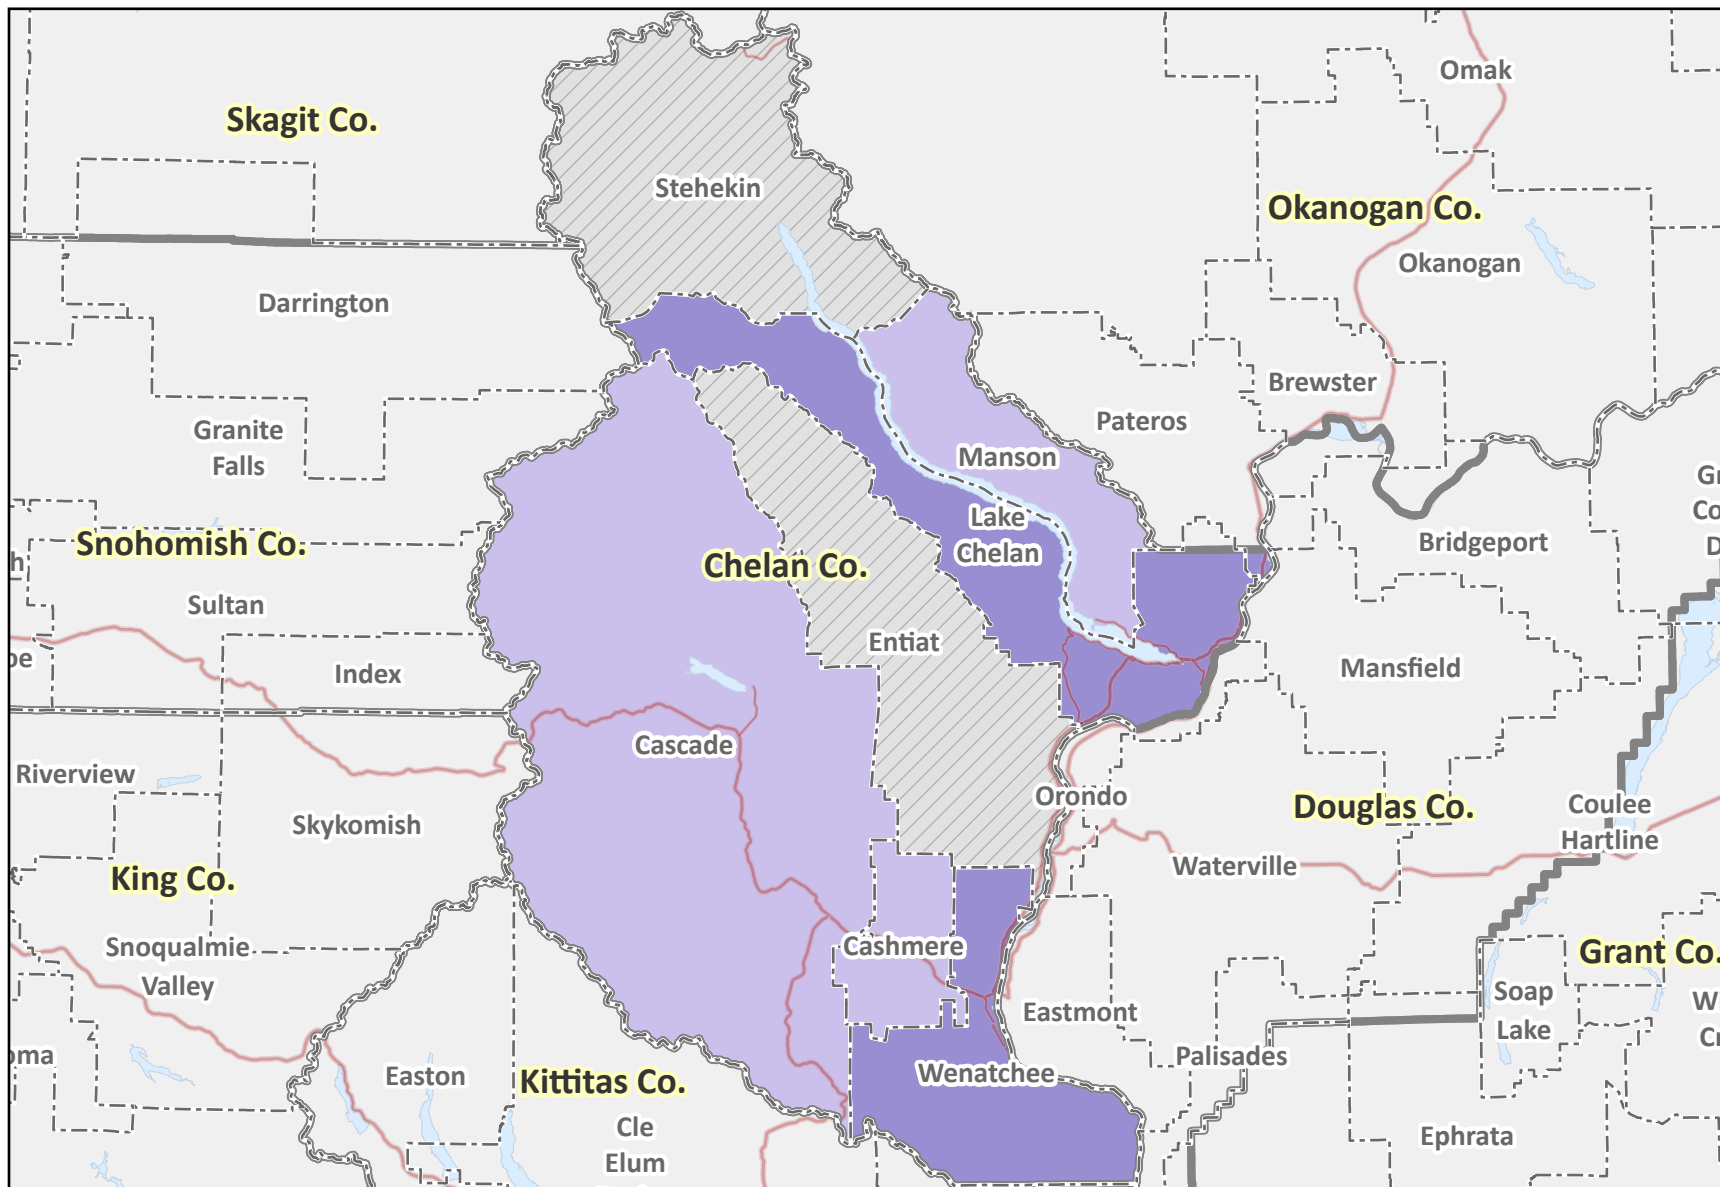 Omak
Skagit Co.
Stehekin
Okanogan Co.
Okanogan
Darrington
Brewster
Pateros
Granite
Falls
Manson
Lake
Chelan
Snohomish Co.
Chelan Co.
Bridgeport
Sultan
Entiat
Index
Mansfield
Cascade
Riverview
Orondo
Douglas Co.
Coulee
Hartline
Skykomish
Waterville
King Co.
Snoqualmie
Valley
Cashmere
Grant Co.
Soap
Lake
Eastmont
Palisades
Easton
Kittitas Co.
Wenatchee
Cle
Elum
Ephrata